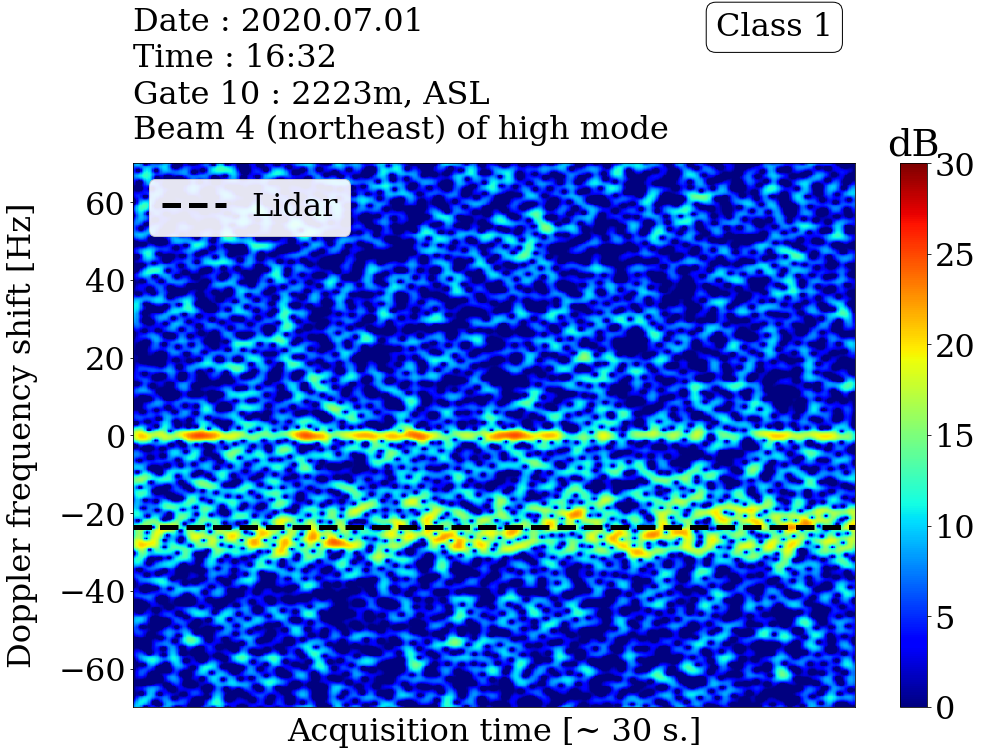 Date : 2020.07.01
Class 1
Time : 16:32
Gate 10 : 2223m, ASL
Beam 4 (northeast) of high mode
dB
Lidar
Doppler frequency shift [Hz]
60
40
20
0
−20
−40
−60
30
25
20
15
10
5
0
Acquisition time [~ 30 s.]